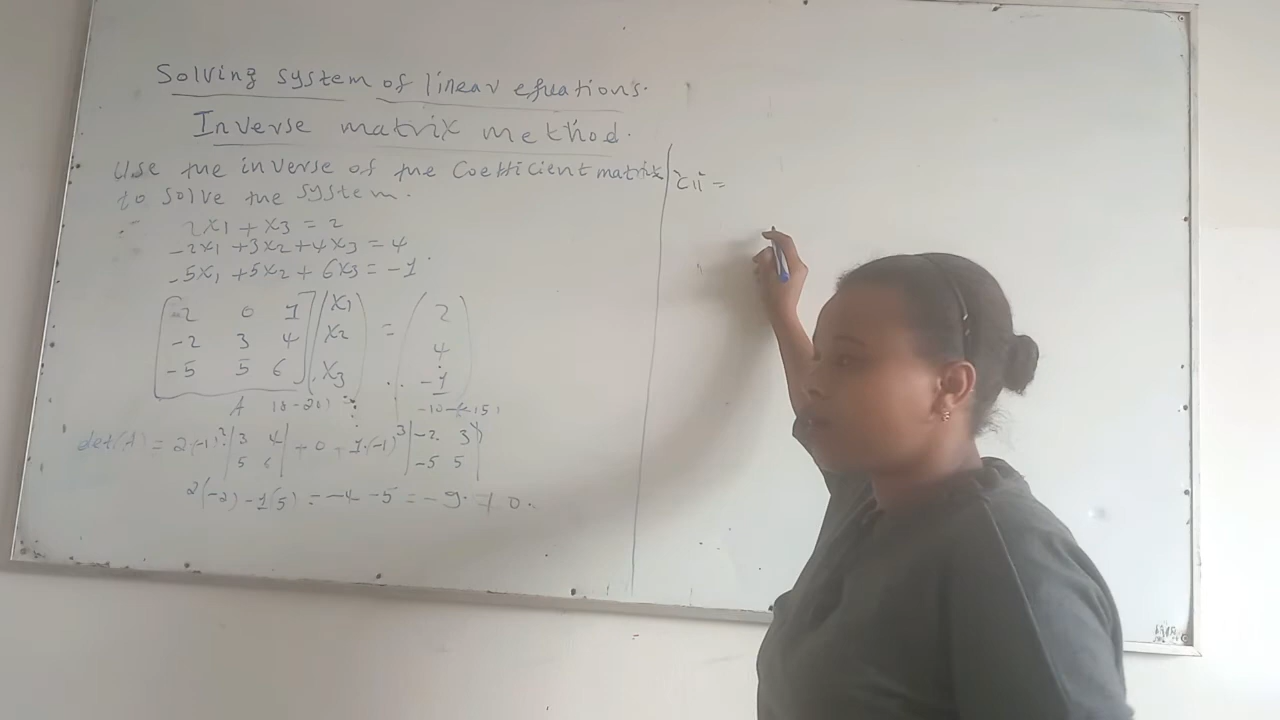 Solving system of linear equations.
Inverse matrix method.
Use the inverse of the Coefficient matrix
to solve the system.
2x1 + x3 = 2
-2x1 + 3x2 + 4x3 = 4
-5x1 + 5x2 + 6x3 = -1
2 0 1 x1 2
-2 3 4 x2 = 4
-5 5 6 x3 -1
A 18-20 -10-(-15)
det(A) = 2(-1)² |3 4| + 0 + 1·(-1)³ |-2 3|
5 6 -5 5
2(-2) - 1(5) = -4 - 5 = -9 ≠ 0.
C11 =